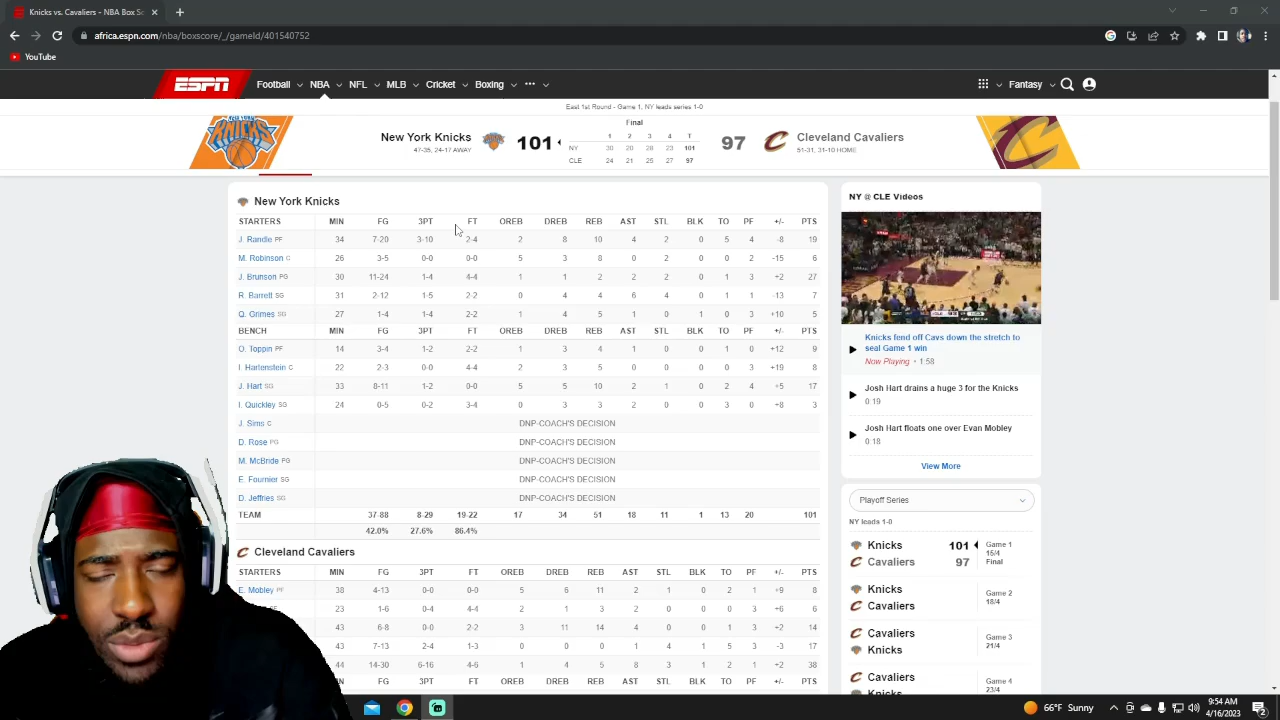 Knicks vs. Cavaliers - NBA Box S
africa.espn.com/nba/boxscore/_/gameId/401540752
YouTube
ESPN Football NBA NFL MLB Cricket Boxing Fantasy
East 1st Round - Game 1, NY leads series 1-0
Final
New York Knicks 101 97 Cleveland Cavaliers
47-35, 24-17 AWAY 51-31, 31-10 HOME
1 2 3 4 T
NY 30 20 28 23 101
CLE 24 21 25 27 97
New York Knicks
STARTERS MIN FG 3PT FT OREB DREB REB AST STL BLK TO PF +/- PTS
J. Randle PF 34 7-20 3-10 2-4 2 8 10 4 2 0 5 4 -8 19
M. Robinson C 26 3-5 0-0 0-0 5 3 8 0 2 0 0 2 -15 6
J. Brunson PG 30 11-24 1-4 4-4 1 1 2 2 2 0 1 3 +2 27
R. Barrett SG 31 2-12 1-5 2-2 0 4 4 6 4 0 1 1 -13 7
Q. Grimes SG 27 1-4 1-4 2-2 1 4 5 1 0 0 0 3 +10 5
BENCH MIN FG 3PT FT OREB DREB REB AST STL BLK TO PF +/- PTS
O. Toppin PF 14 3-4 1-2 2-2 1 3 4 1 0 0 1 0 +12 9
I. Hartenstein C 22 2-3 0-0 4-4 2 3 5 0 0 0 0 3 +19 8
J. Hart SG 33 8-11 1-2 0-0 5 5 10 2 1 0 2 4 +5 17
I. Quickley SG 24 0-5 0-2 3-4 0 3 3 2 0 0 3 0 +8 3
J. Sims C DNP-COACH'S DECISION
D. Rose PG DNP-COACH'S DECISION
M. McBride PG DNP-COACH'S DECISION
E. Fournier SG DNP-COACH'S DECISION
D. Jeffries SG DNP-COACH'S DECISION
TEAM 37-88 8-29 19-22 17 34 51 18 11 1 13 20 101
42.0% 27.6% 86.4%
Cleveland Cavaliers
STARTERS MIN FG 3PT FT OREB DREB REB AST STL BLK TO PF +/- PTS
E. Mobley PF 38 4-13 0-0 0-0 5 6 11 2 1 0 2 1 +9 8
23 1-6 0-4 4-4 2 1 3 2 0 0 0 3 +6 6
43 6-8 0-0 2-2 3 11 14 4 0 0 1 3 +2 14
43 7-13 2-4 1-3 0 0 0 1 4 1 5 3 -3 17
44 14-30 6-16 4-6 1 4 5 8 3 1 2 1 +2 38
MIN FG 3PT FT OREB DREB REB AST STL BLK TO PF +/- PTS
NY @ CLE Videos
Knicks fend off Cavs down the stretch to
seal Game 1 win
Now Playing • 1:58
Josh Hart drains a huge 3 for the Knicks
0:19
Josh Hart floats one over Evan Mobley
0:18
View More
Playoff Series
NY leads 1-0
Knicks 101 Game 1
Cavaliers 97 15/4
Final
Knicks Game 2
Cavaliers 18/4
Cavaliers Game 3
Knicks 21/4
Cavaliers Game 4
Knicks 23/4
66°F Sunny
9:54 AM
4/16/2023